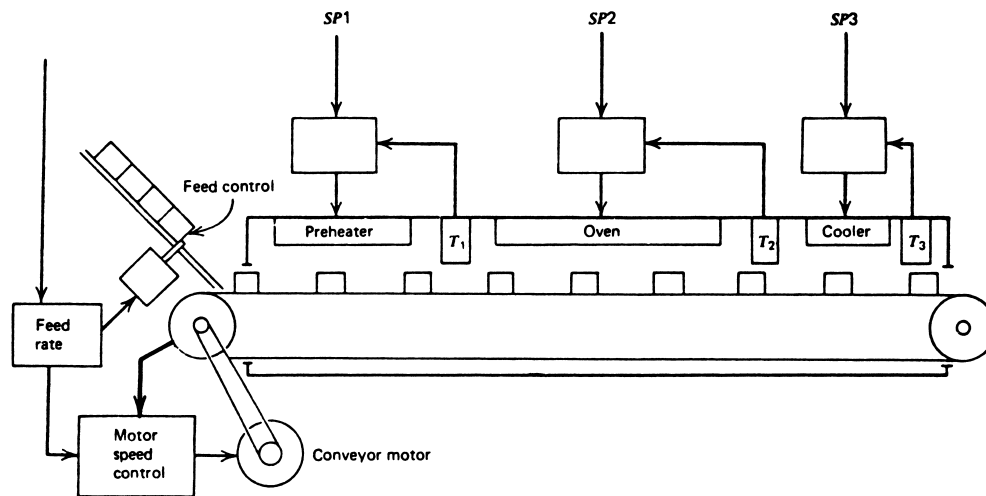 SP1
SP2
SP3
Feed control
Preheater
T1
Oven
T2
Cooler
T3
Feed
rate
Motor
speed
control
Conveyor motor